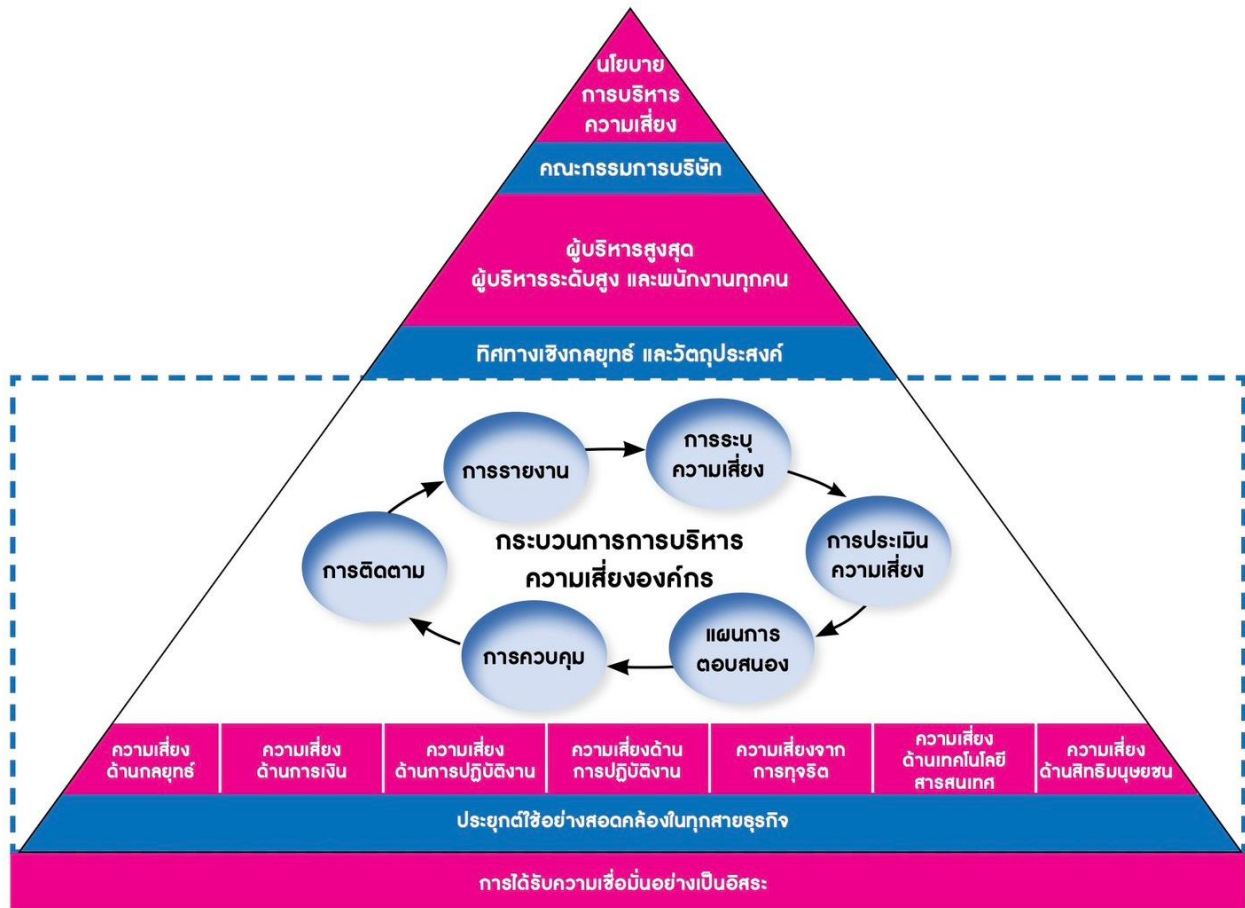 นโยบาย
การบริหาร
ความเสี่ยง
คณะกรรมการบริษัท
ผู้บริหารสูงสุด
ผู้บริหารระดับสูง และพนักงานทุกคน
ทิศทางเชิงกลยุทธ์ และวัตถุประสงค์
การรายงาน
การระบุ
ความเสี่ยง
การติดตาม
กระบวนการการบริหาร
ความเสี่ยงองค์กร
การประเมิน
ความเสี่ยง
การควบคุม
แผนการ
ตอบสนอง
ความเสี่ยง
ด้านกลยุทธ์
ความเสี่ยง
ด้านการเงิน
ความเสี่ยง
ด้านการปฏิบัติงาน
ความเสี่ยงด้าน
การปฏิบัติงาน
ความเสี่ยงจาก
การทุจริต
ความเสี่ยง
ด้านเทคโนโลยี
สารสนเทศ
ความเสี่ยง
ด้านสิทธิมนุษยชน
ประยุกต์ใช้อย่างสอดคล้องในทุกสายธุรกิจ
การได้รับความเชื่อมั่นอย่างเป็นอิสระ